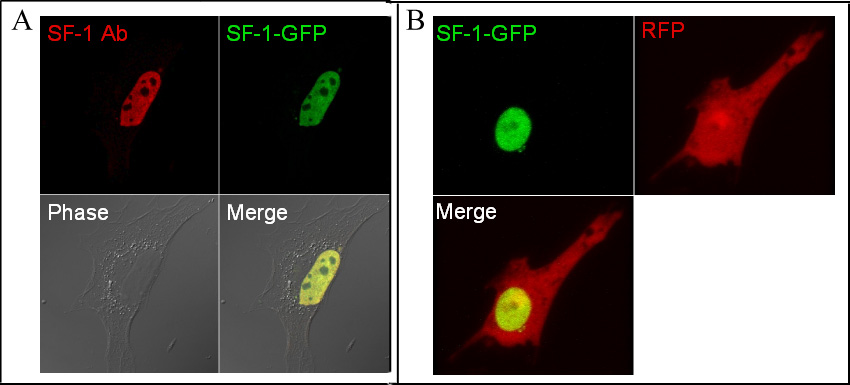 A
SF-1 Ab
SF-1-GFP
Phase
Merge
B
SF-1-GFP
RFP
Merge